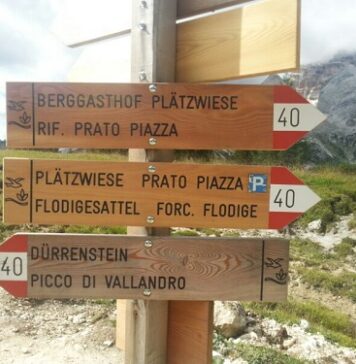 BERGGASTHOF PLÄTZWIESE
RIF. PRATO PIAZZA
40
PLÄTZWIESE PRATO PIAZZA P
FLODIGESATTEL FORC. FLODIGE
40
DÜRRENSTEIN
PICCO DI VALLANDRO
40